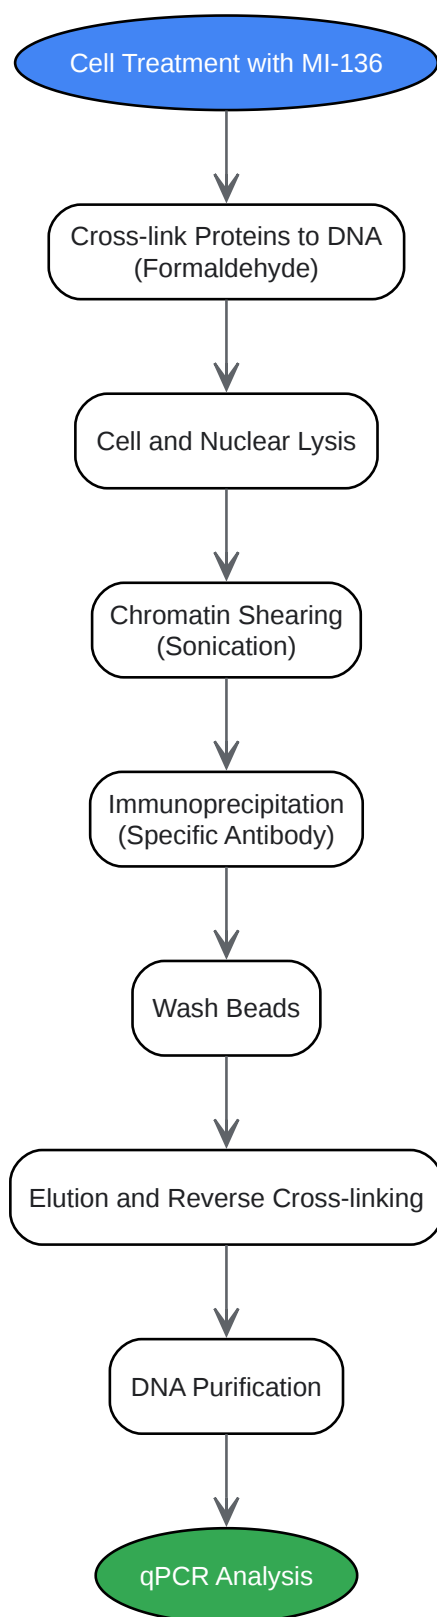 Cell Treatment with MI-136
Cross-link Proteins to DNA
(Formaldehyde)
Cell and Nuclear Lysis
Chromatin Shearing
(Sonication)
Immunoprecipitation
(Specific Antibody)
Wash Beads
Elution and Reverse Cross-linking
DNA Purification
qPCR Analysis